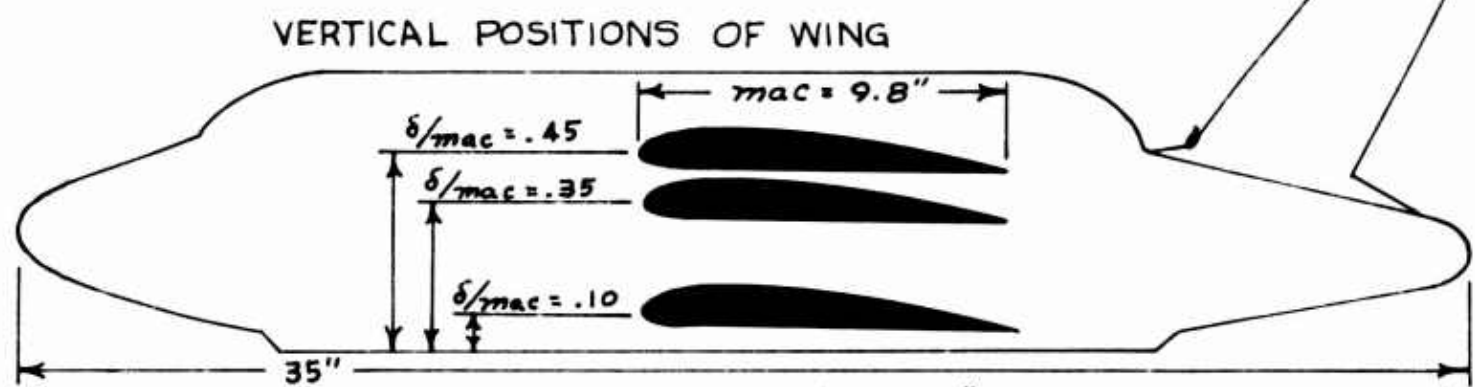 VERTICAL POSITIONS OF WING
mac = 9.8"
δ/mac = .45
δ/mac = .35
δ/mac = .10
35"